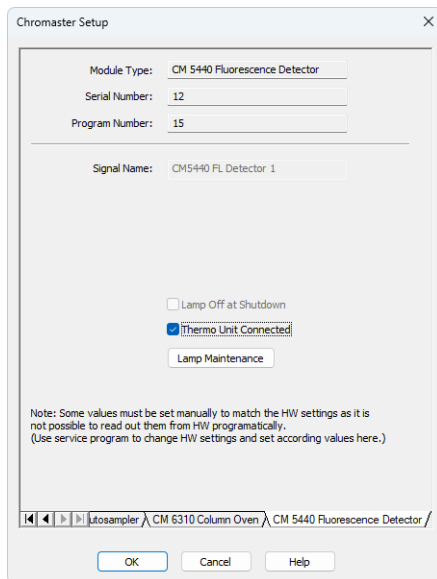 Chromaster Setup
Module Type: CM 5440 Fluorescence Detector
Serial Number: 12
Program Number: 15
Signal Name: CM5440 FL Detector 1
Lamp Off at Shutdown
Thermo Unit Connected
Lamp Maintenance
Note: Some values must be set manually to match the HW settings as it is
not possible to read out them from HW programatically.
(Use service program to change HW settings and set according values here.)
utosampler CM 6310 Column Oven CM 5440 Fluorescence Detector
OK Cancel Help